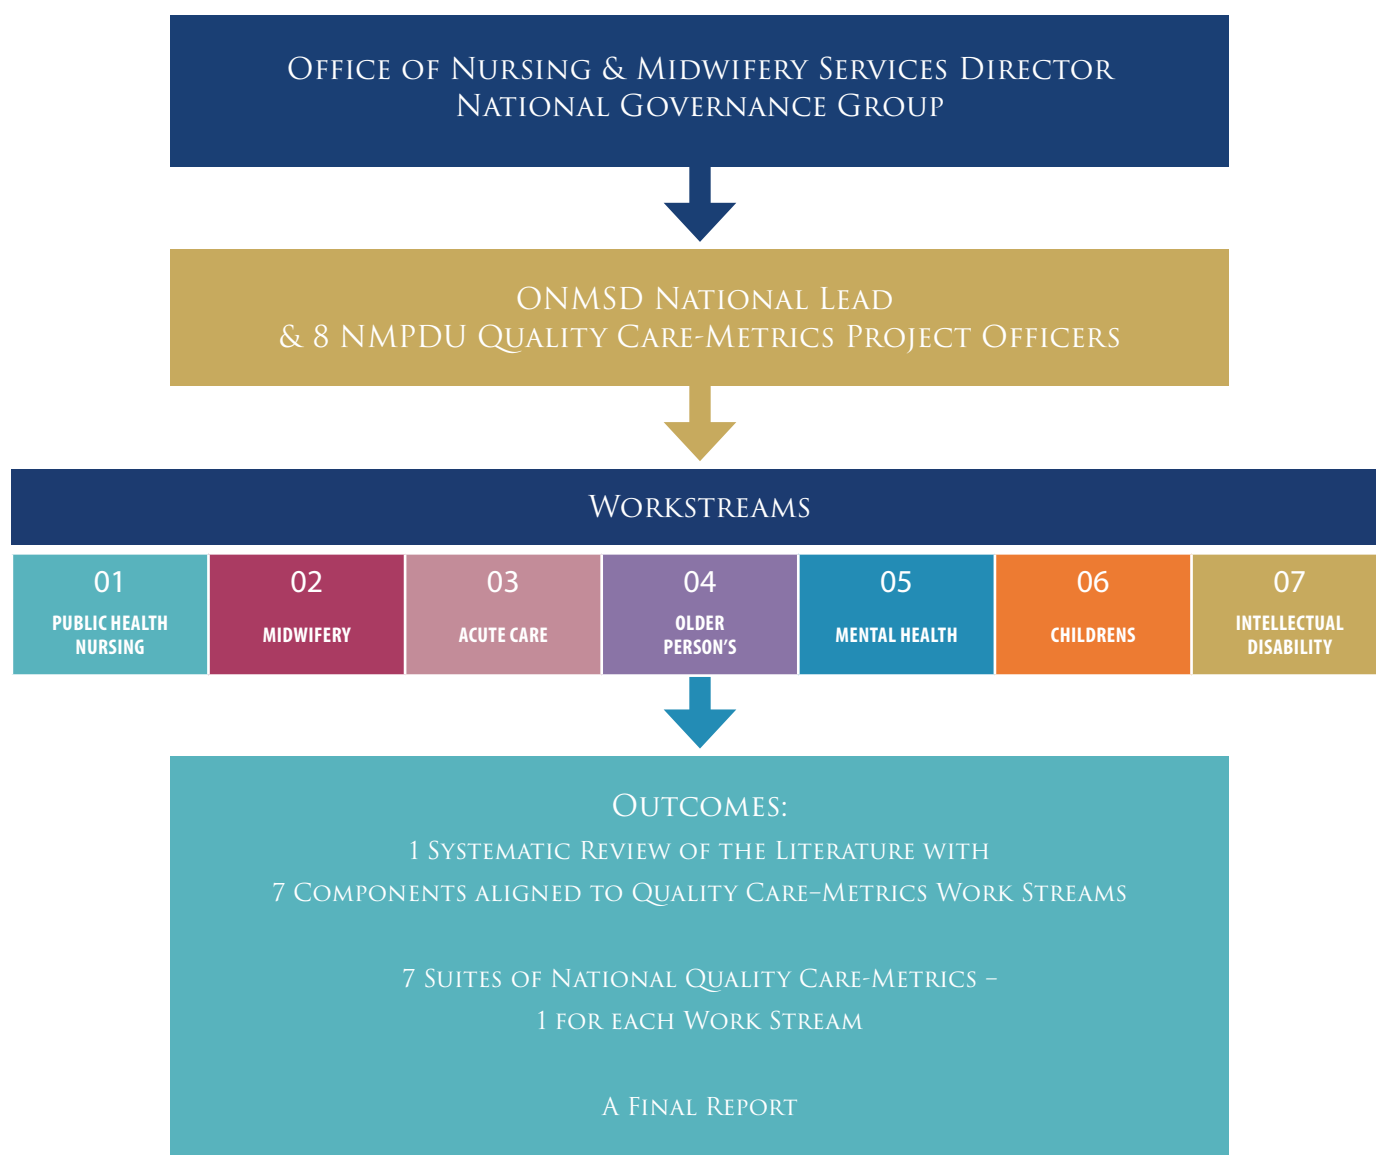 Office of Nursing & Midwifery Services Director
National Governance Group
ONMSD National Lead
& 8 NMPDU Quality Care-Metrics Project Officers
Workstreams
01
PUBLIC HEALTH
NURSING
02
MIDWIFERY
03
ACUTE CARE
04
OLDER
PERSON'S
05
MENTAL HEALTH
06
CHILDRENS
07
INTELLECTUAL
DISABILITY
Outcomes:
1 Systematic Review of the Literature with
7 Components aligned to Quality Care–Metrics Work Streams
7 Suites of National Quality Care-Metrics –
1 for each Work Stream
A Final Report